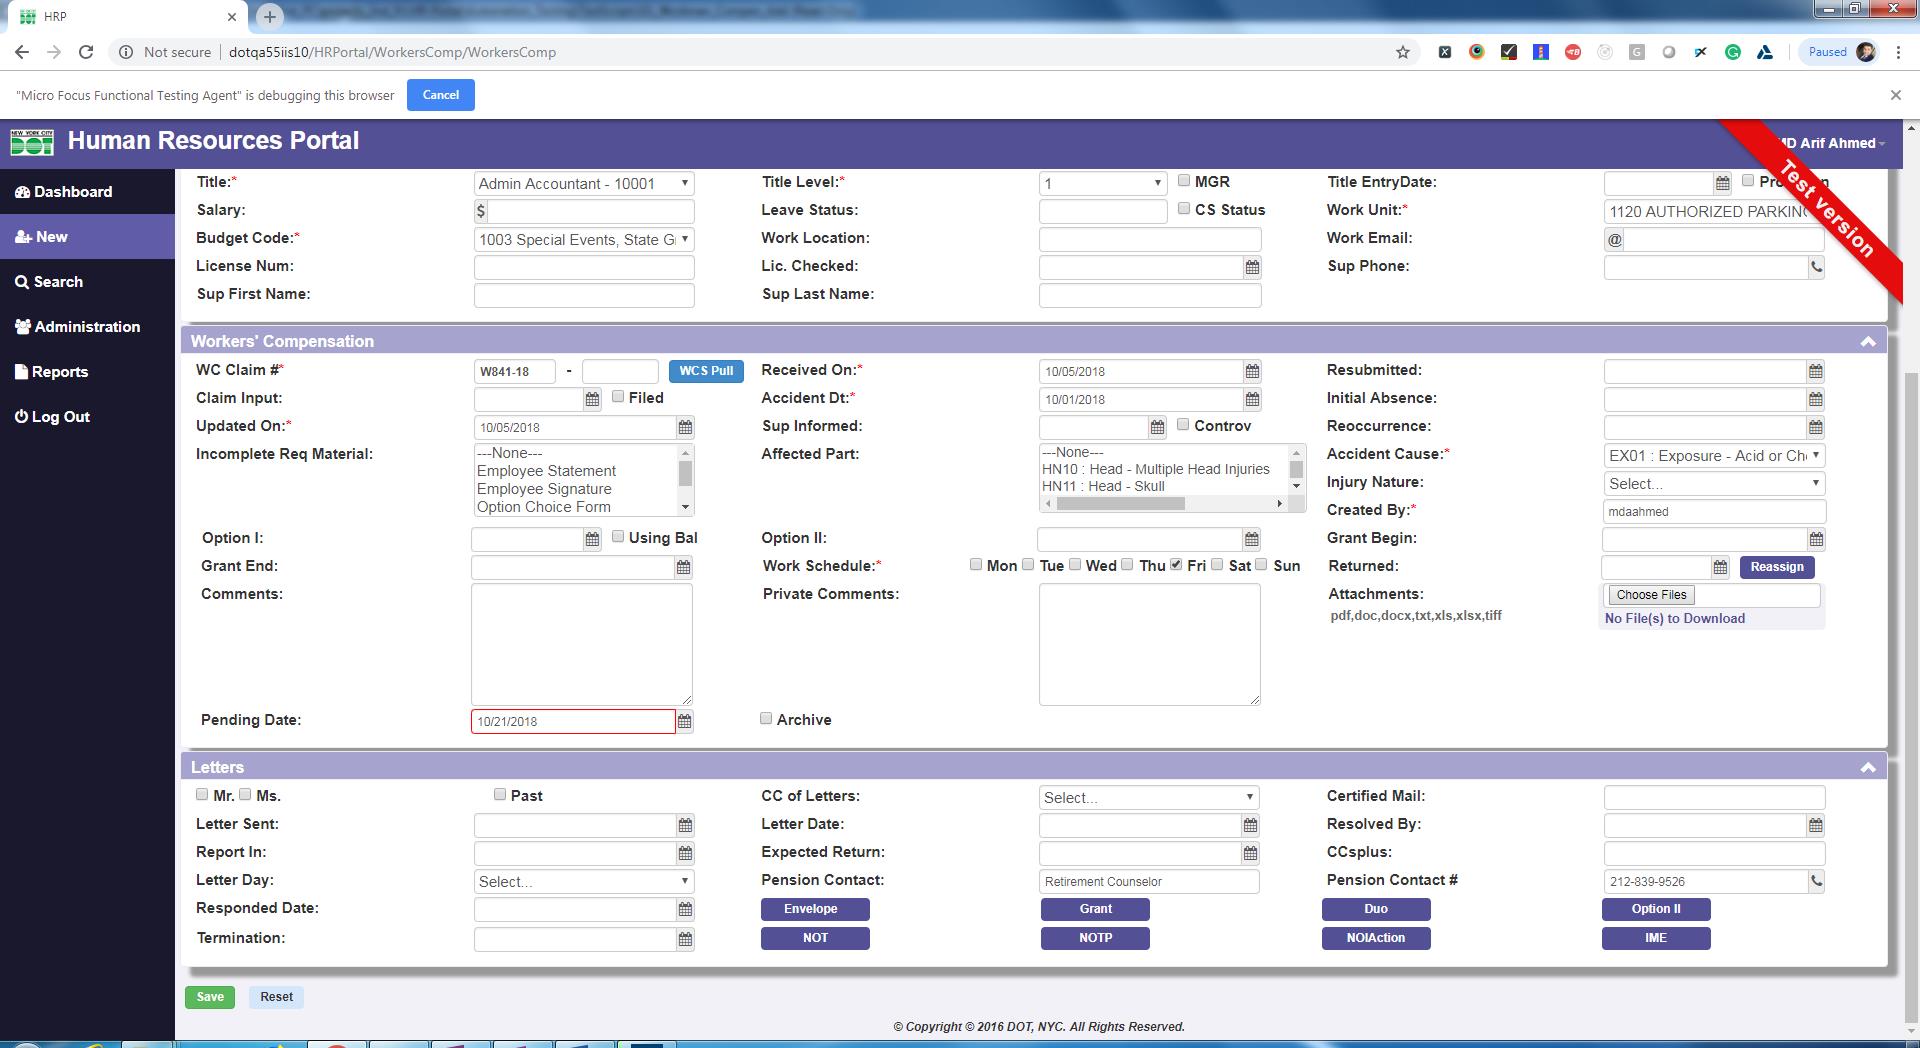 HRP
Not secure | dotqa55iis10/HRPortal/WorkersComp/WorkersComp
Paused
"Micro Focus Functional Testing Agent" is debugging this browser
Cancel
NEW YORK CITY
DOT
Human Resources Portal
MD Arif Ahmed
Test version
Dashboard
New
Search
Administration
Reports
Log Out
Title:* Admin Accountant - 10001 Title Level:* 1 MGR Title EntryDate:
Salary: $ Leave Status: CS Status Work Unit:* 1120 AUTHORIZED PARKING
Budget Code:* 1003 Special Events, State G Work Location: Work Email: @
License Num: Lic. Checked: Sup Phone:
Sup First Name: Sup Last Name:
Workers' Compensation
WC Claim #* W841-18 - WCS Pull Received On:* 10/05/2018 Resubmitted:
Claim Input: Filed Accident Dt:* 10/01/2018 Initial Absence:
Updated On:* 10/05/2018 Sup Informed: Controv Reoccurrence:
Incomplete Req Material: ---None--- Affected Part: ---None--- Accident Cause:* EX01 : Exposure - Acid or Ch
Employee Statement HN10 : Head - Multiple Head Injuries
Employee Signature HN11 : Head - Skull Injury Nature: Select...
Option Choice Form Created By:* mdaahmed
Option I: Using Bal Option II: Grant Begin:
Grant End: Work Schedule:* Mon Tue Wed Thu Fri Sat Sun Returned: Reassign
Comments: Private Comments: Attachments: Choose Files
pdf,doc,docx,txt,xls,xlsx,tiff No File(s) to Download
Pending Date: 10/21/2018 Archive
Letters
Mr. Ms. Past CC of Letters: Select... Certified Mail:
Letter Sent: Letter Date: Resolved By:
Report In: Expected Return: CCsplus:
Letter Day: Select... Pension Contact: Retirement Counselor Pension Contact # 212-839-9526
Responded Date: Envelope Grant Duo Option II
Termination: NOT NOTP NOIAction IME
Save Reset
© Copyright © 2016 DOT, NYC. All Rights Reserved.